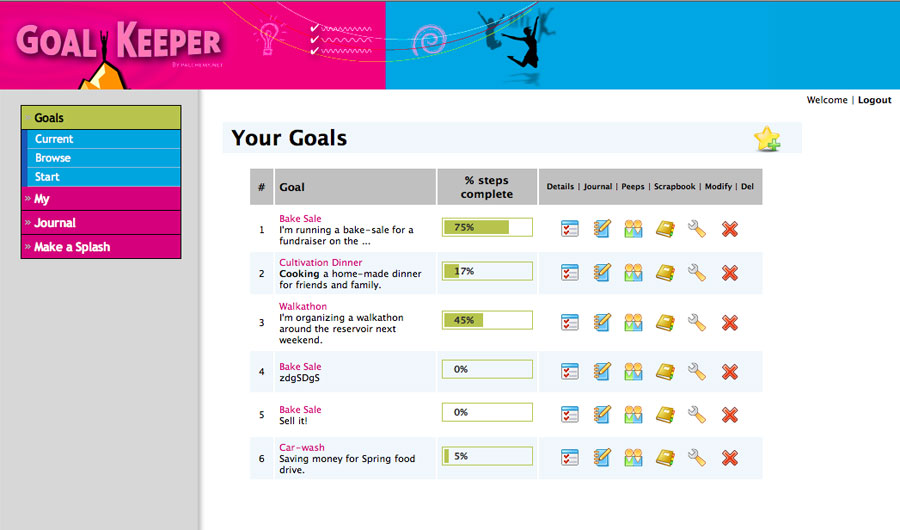 GOAL KEEPER
BY PALCHEMY.NET
Welcome | Logout
Goals
Current
Browse
Start
» My
» Journal
» Make a Splash
Your Goals
# Goal % steps complete Details | Journal | Peeps | Scrapbook | Modify | Del
1 Bake Sale
I'm running a bake-sale for a
fundraiser on the ...
75%
2 Cultivation Dinner
Cooking a home-made dinner
for friends and family.
17%
3 Walkathon
I'm organizing a walkathon
around the reservoir next
weekend.
45%
4 Bake Sale
zdgSDgS
0%
5 Bake Sale
Sell it!
0%
6 Car-wash
Saving money for Spring food
drive.
5%